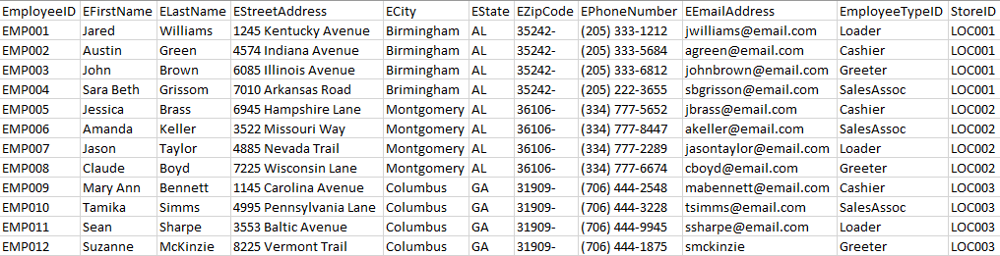 EmployeeID EFirstName ELastName EStreetAddress ECity EState EZipCode EPhoneNumber EEmailAddress EmployeeTypeID StoreID
EMP001 Jared Williams 1245 Kentucky Avenue Birmingham AL 35242- (205) 333-1212 jwilliams@email.com Loader LOC001
EMP002 Austin Green 4574 Indiana Avenue Birmingham AL 35242- (205) 333-5684 agreen@email.com Cashier LOC001
EMP003 John Brown 6085 Illinois Avenue Birmingham AL 35242- (205) 333-6812 johnbrown@email.com Greeter LOC001
EMP004 Sara Beth Grissom 7010 Arkansas Road Brimingham AL 35242- (205) 222-3655 sbgrisson@email.com SalesAssoc LOC001
EMP005 Jessica Brass 6945 Hampshire Lane Montgomery AL 36106- (334) 777-5652 jbrass@email.com Cashier LOC002
EMP006 Amanda Keller 3522 Missouri Way Montgomery AL 36106- (334) 777-8447 akeller@email.com SalesAssoc LOC002
EMP007 Jason Taylor 4885 Nevada Trail Montgomery AL 36106- (334) 777-2289 jasontaylor@email.com Loader LOC002
EMP008 Claude Boyd 7225 Wisconsin Lane Montgomery AL 36106- (334) 777-6674 cboyd@email.com Greeter LOC002
EMP009 Mary Ann Bennett 1145 Carolina Avenue Columbus GA 31909- (706) 444-2548 mabennett@email.com Cashier LOC003
EMP010 Tamika Simms 4995 Pennsylvania Lane Columbus GA 31909- (706) 444-3228 tsimms@email.com SalesAssoc LOC003
EMP011 Sean Sharpe 3553 Baltic Avenue Columbus GA 31909- (706) 444-9945 ssharpe@email.com Loader LOC003
EMP012 Suzanne McKinzie 8225 Vermont Trail Columbus GA 31909- (706) 444-1875 smckinzie Greeter LOC003